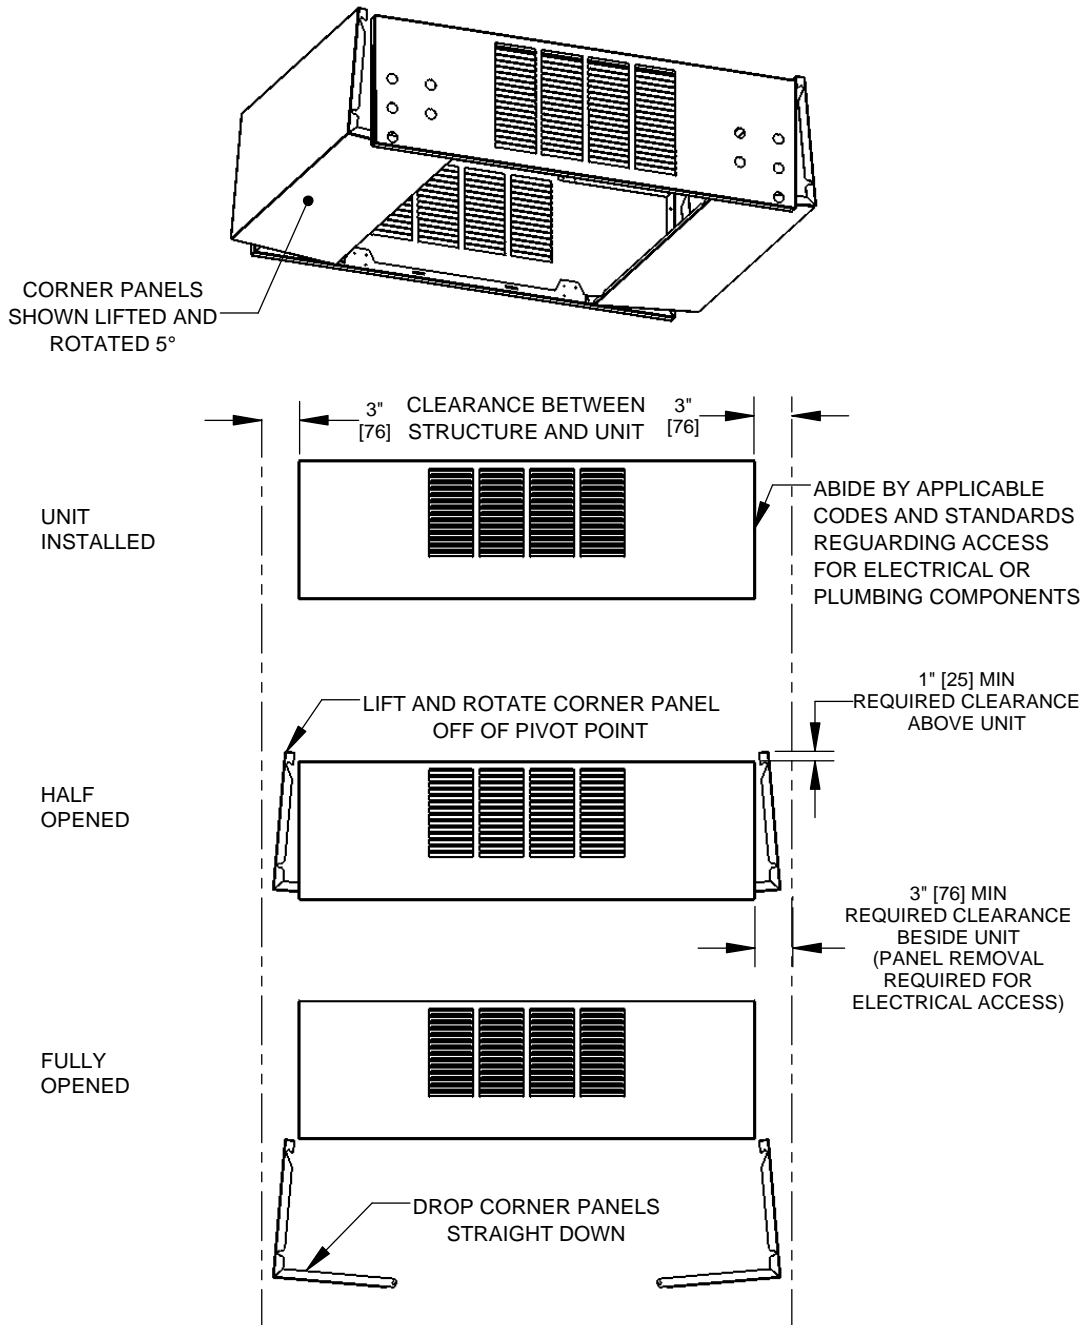 CORNER PANELS
SHOWN LIFTED AND
ROTATED 5°
3"
[76]
CLEARANCE BETWEEN
STRUCTURE AND UNIT
3"
[76]
UNIT
INSTALLED
ABIDE BY APPLICABLE
CODES AND STANDARDS
REGUARDING ACCESS
FOR ELECTRICAL OR
PLUMBING COMPONENTS
LIFT AND ROTATE CORNER PANEL
OFF OF PIVOT POINT
1" [25] MIN
REQUIRED CLEARANCE
ABOVE UNIT
HALF
OPENED
3" [76] MIN
REQUIRED CLEARANCE
BESIDE UNIT
(PANEL REMOVAL
REQUIRED FOR
ELECTRICAL ACCESS)
FULLY
OPENED
DROP CORNER PANELS
STRAIGHT DOWN